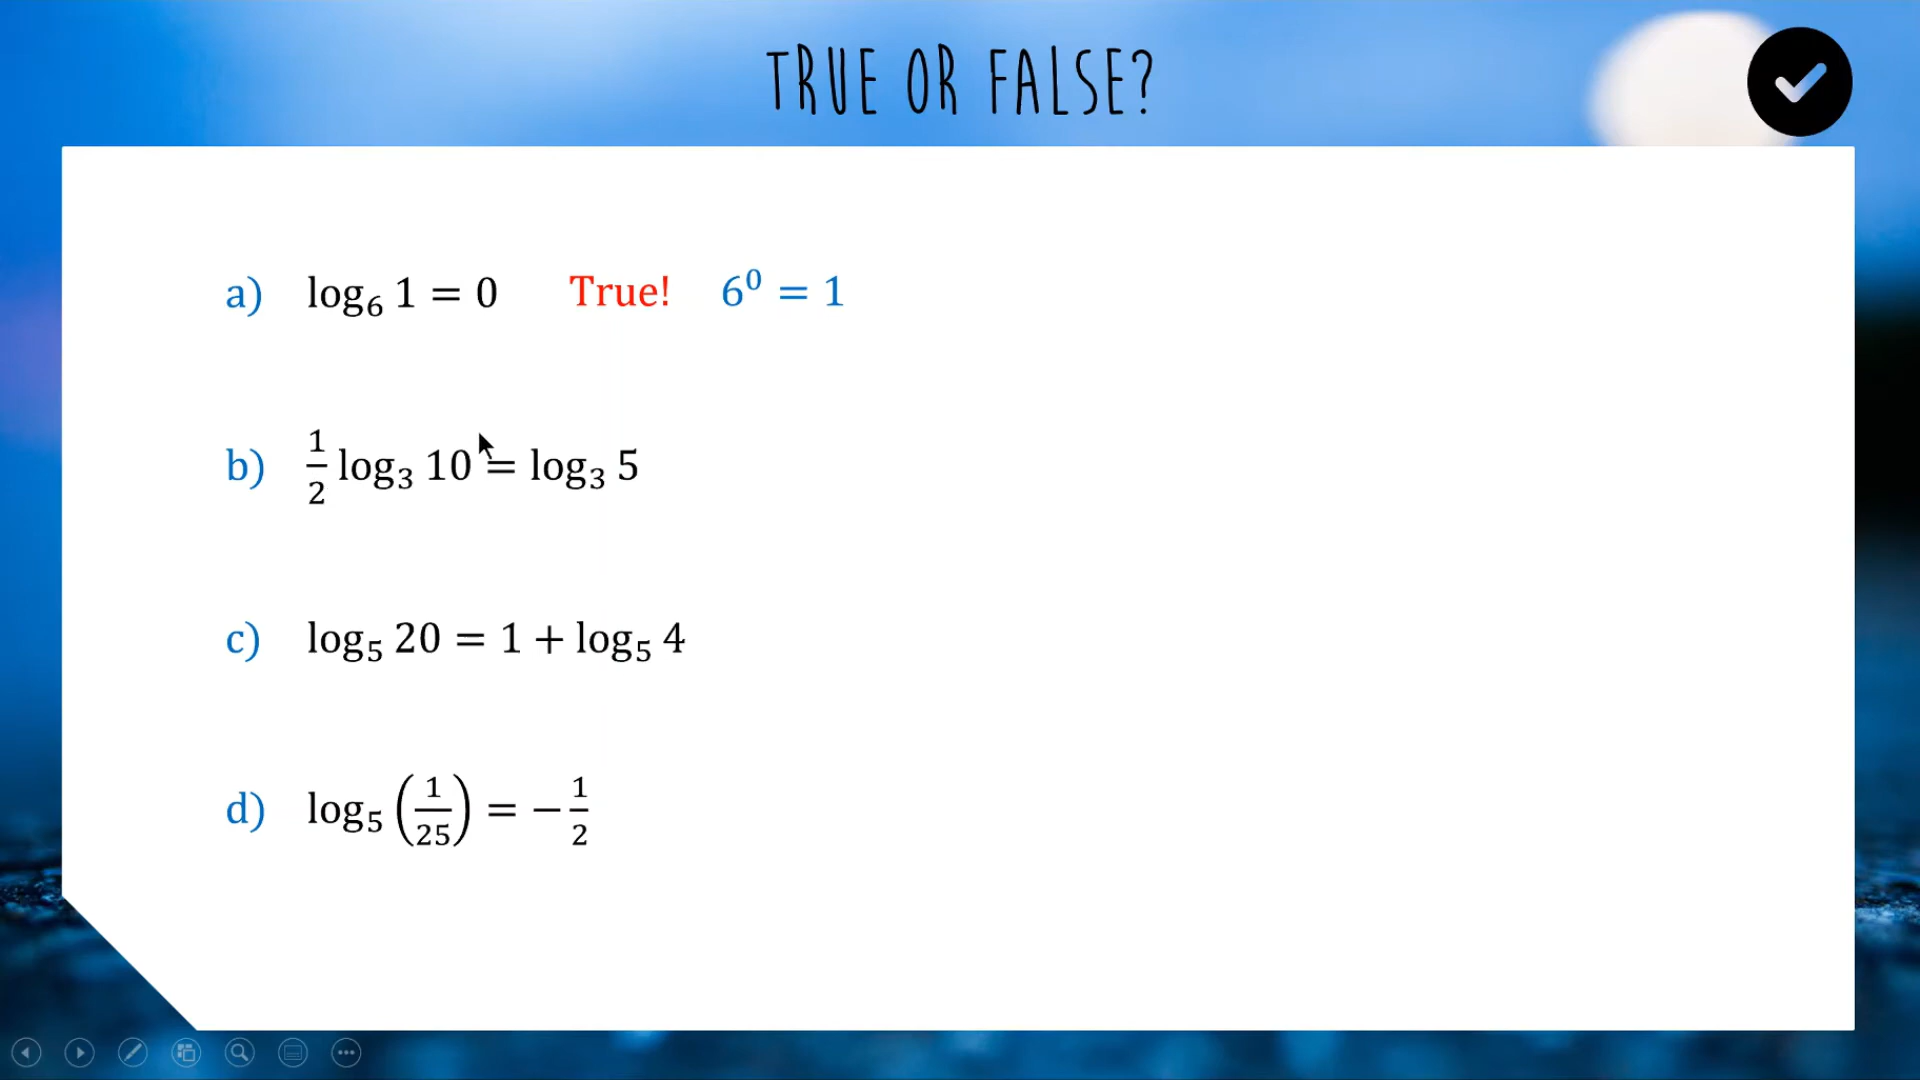 TRUE OR FALSE?
a) log₆ 1 = 0 True! 6⁰ = 1
b) 1/2 log₃ 10 = log₃ 5
c) log₅ 20 = 1 + log₅ 4
d) log₅ (1/25) = −1/2